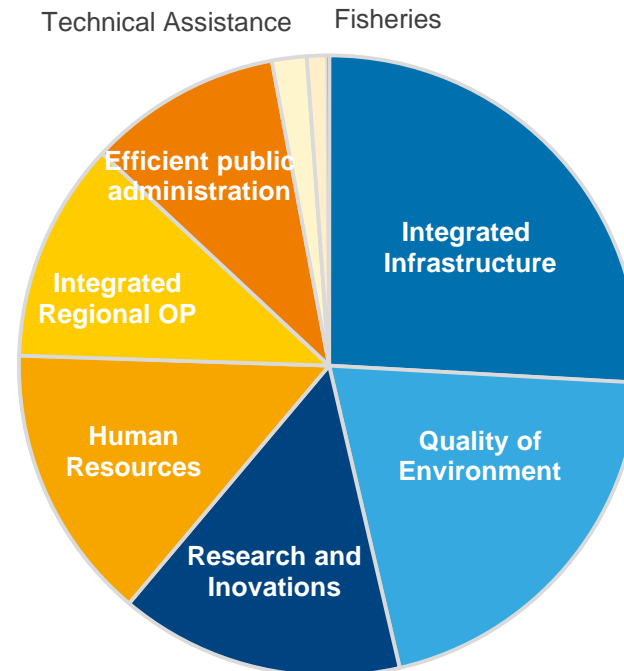 Technical Assistance
Fisheries
Efficient public
administration
Integrated
Infrastructure
Integrated
Regional OP
Human
Resources
Quality of
Environment
Research and
Inovations